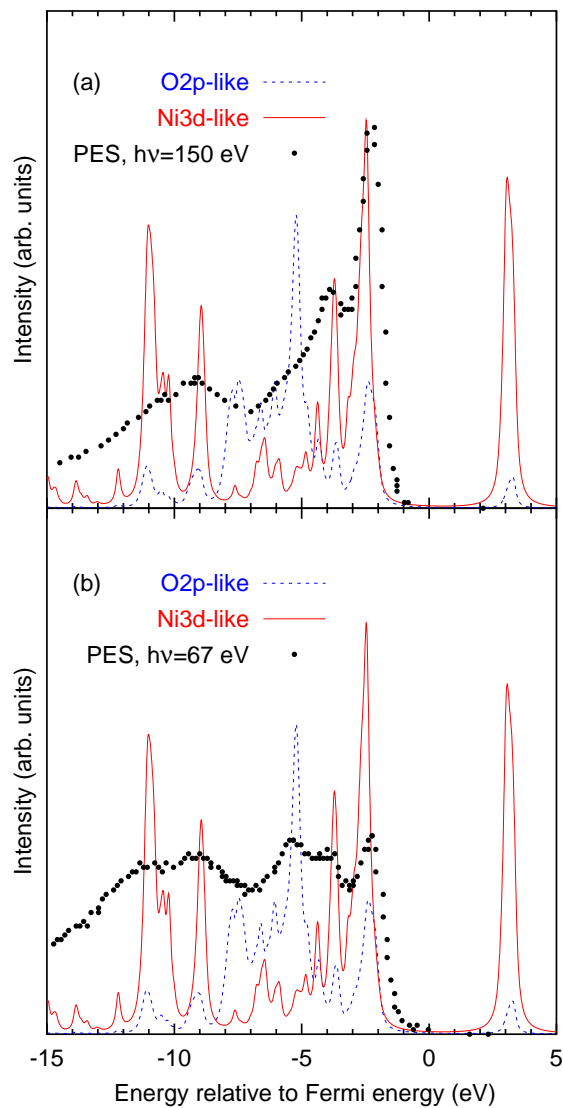 (a)
O2p-like
Ni3d-like
PES, hν=150 eV
Intensity (arb. units)
(b)
O2p-like
Ni3d-like
PES, hν=67 eV
Intensity (arb. units)
-15 -10 -5 0 5
Energy relative to Fermi energy (eV)